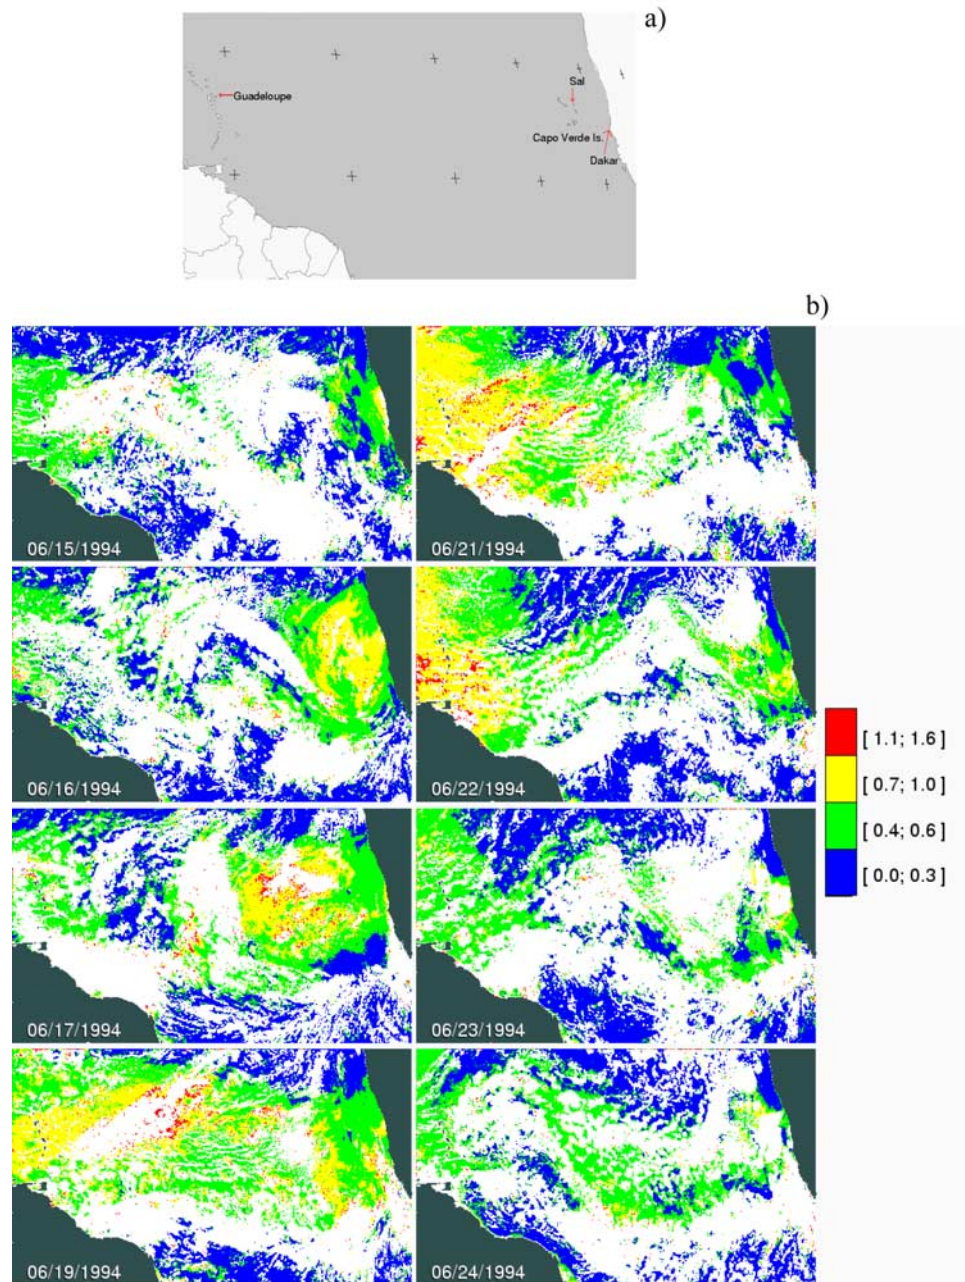 a)
Sal
Guadeloupe
Capo Verde Is.
Dakar
b)
06/15/1994
06/21/1994
06/16/1994
06/22/1994
[ 1.1; 1.6 ]
[ 0.7; 1.0 ]
[ 0.4; 0.6 ]
[ 0.0; 0.3 ]
06/17/1994
06/23/1994
06/19/1994
06/24/1994